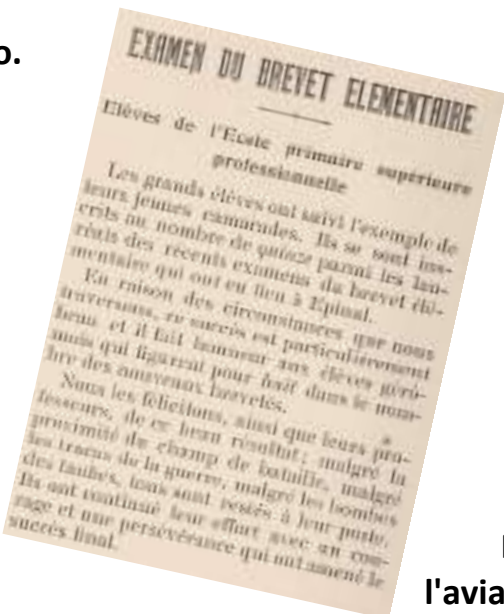 o.
EXAMEN DU BREVET ELEMENTAIRE
Elèves de l'Ecole primaire supérieure
professionnelle
Les grands élèves ont suivi l'exemple de
leurs jeunes camarades. Ils se sont ins-
crits au nombre de quinze parmi les lau-
réats des récents examens du brevet élé-
mentaire qui ont eu lieu à Epinal.
En raison des circonstances que nous
traversons, ce succès est particulièrement
beau et il fait honneur aux élèves géro-
mois qui figurent pour huit dans le nom-
bre des nouveaux brevetés.
Nous les félicitons, ainsi que leurs pro-
fesseurs, de ce beau résultat; malgré la
proximité du champ de bataille, malgré
les tracas de la guerre, malgré les bombes
des taubes, tous sont restés à leur poste.
Ils ont continué leur effort avec un cou-
rage et une persévérance qui ont amené le
succès final.
l'avia